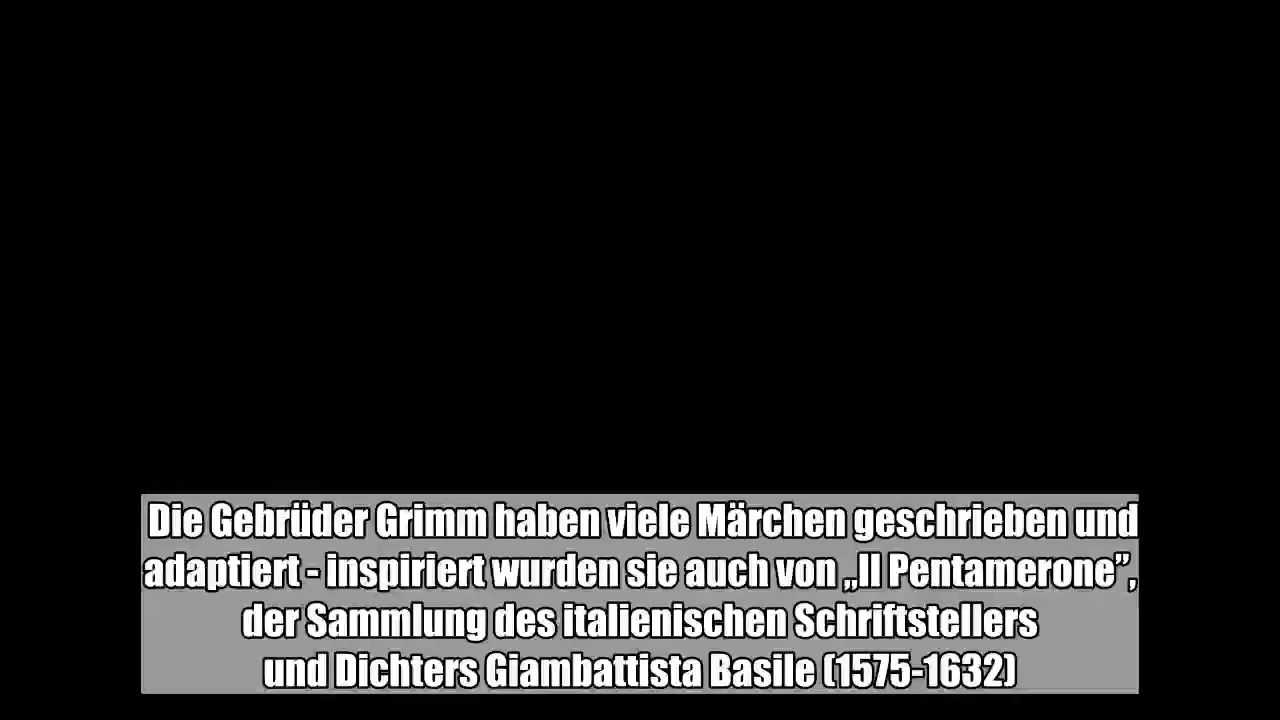 Die Gebrüder Grimm haben viele Märchen geschrieben und
adaptiert - inspiriert wurden sie auch von „Il Pentamerone”,
der Sammlung des italienischen Schriftstellers
und Dichters Giambattista Basile (1575-1632)